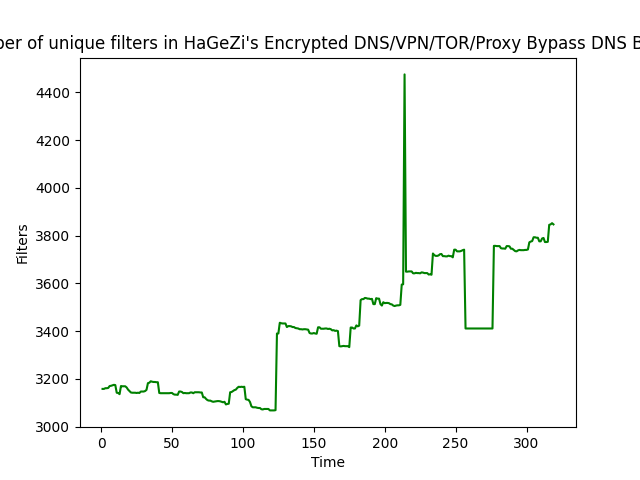 ber of unique filters in HaGeZi's Encrypted DNS/VPN/TOR/Proxy Bypass DNS B
4400
4200
4000
3800
3600
3400
3200
3000
Filters
0 50 100 150 200 250 300
Time